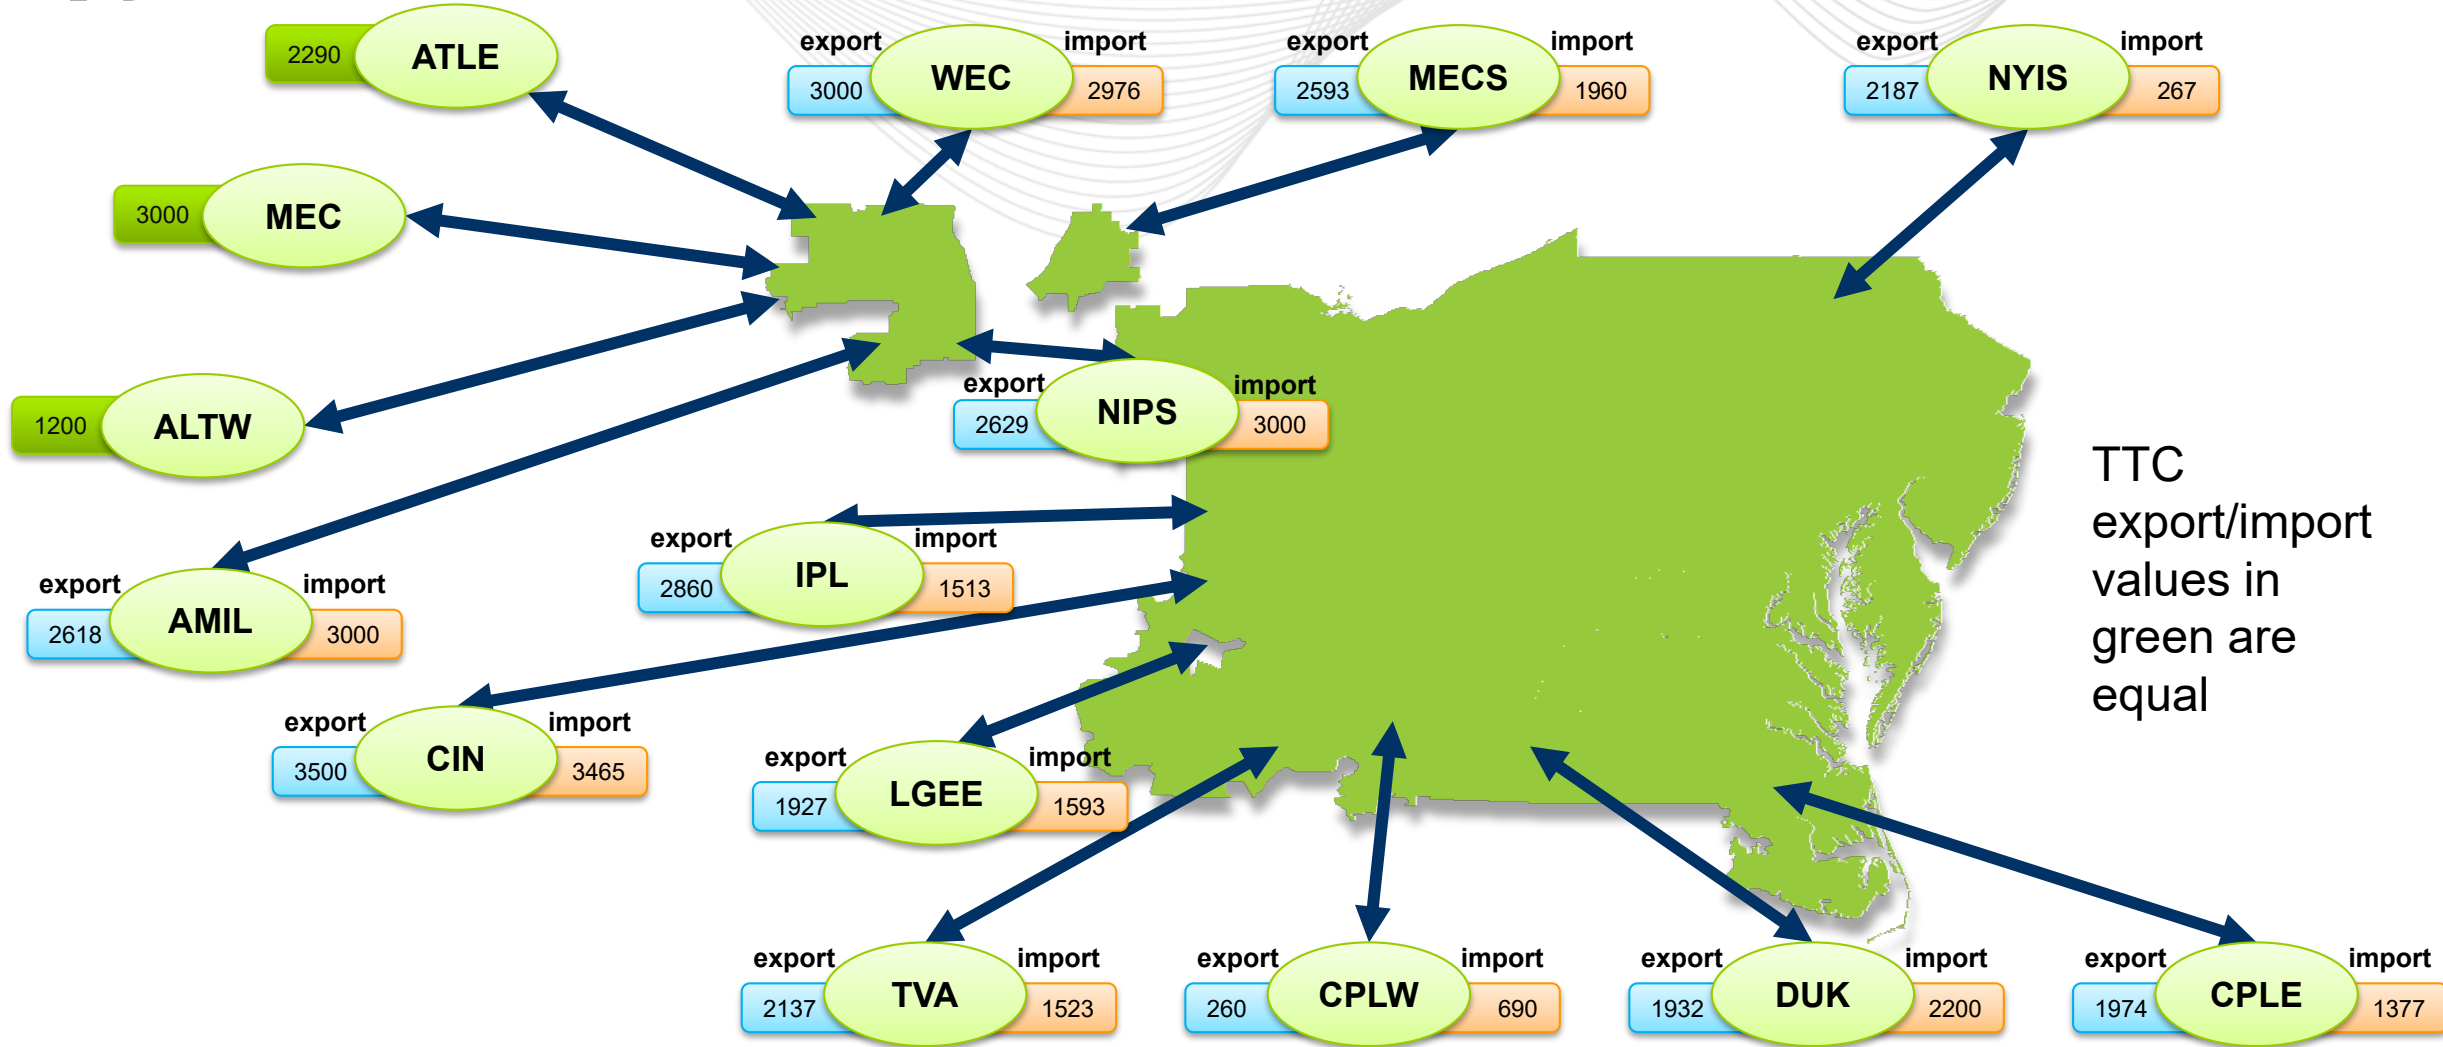 2290
ATLE
export
import
3000
WEC
2976
export
import
2593
MECS
1960
export
import
2187
NYIS
267
3000
MEC
1200
ALTW
export
import
2629
NIPS
3000
TTC
export/import
values in
green are
equal
export
import
2860
IPL
1513
export
import
2618
AMIL
3000
export
import
3500
CIN
3465
export
import
1927
LGEE
1593
export
import
2137
TVA
1523
export
import
260
CPLW
690
export
import
1932
DUK
2200
export
import
1974
CPLE
1377